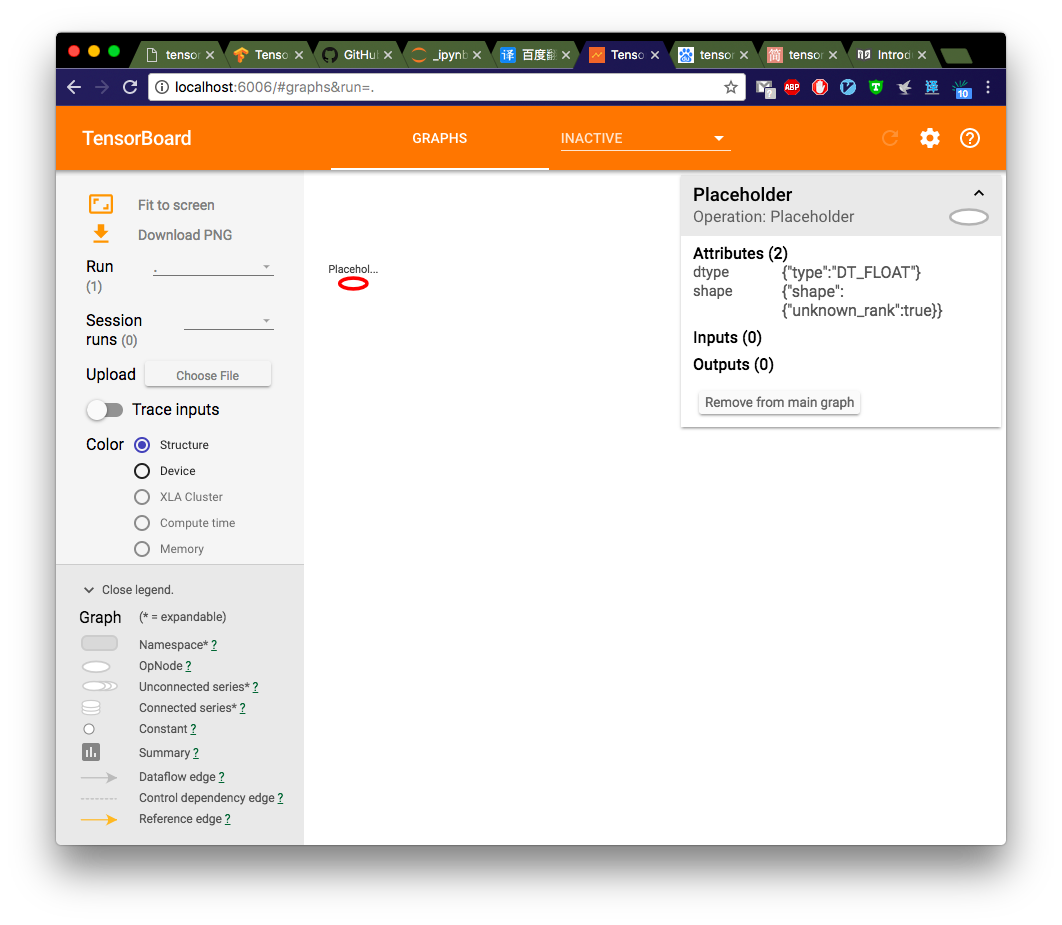 tensor Tenso GitHub _ipynb 百度翻 Tenso tensor tensor Introd
localhost:6006/#graphs&run=.
? ABP T 译 10
TensorBoard GRAPHS INACTIVE
Fit to screen
Download PNG
Run .
(1)
Session
runs (0)
Upload Choose File
Trace inputs
Color Structure
Device
XLA Cluster
Compute time
Memory
Close legend.
Graph (* = expandable)
Namespace* ?
OpNode ?
Unconnected series* ?
Connected series* ?
Constant ?
Summary ?
Dataflow edge ?
Control dependency edge ?
Reference edge ?
Placehol...
Placeholder
Operation: Placeholder
Attributes (2)
dtype {"type":"DT_FLOAT"}
shape {"shape":
{"unknown_rank":true}}
Inputs (0)
Outputs (0)
Remove from main graph